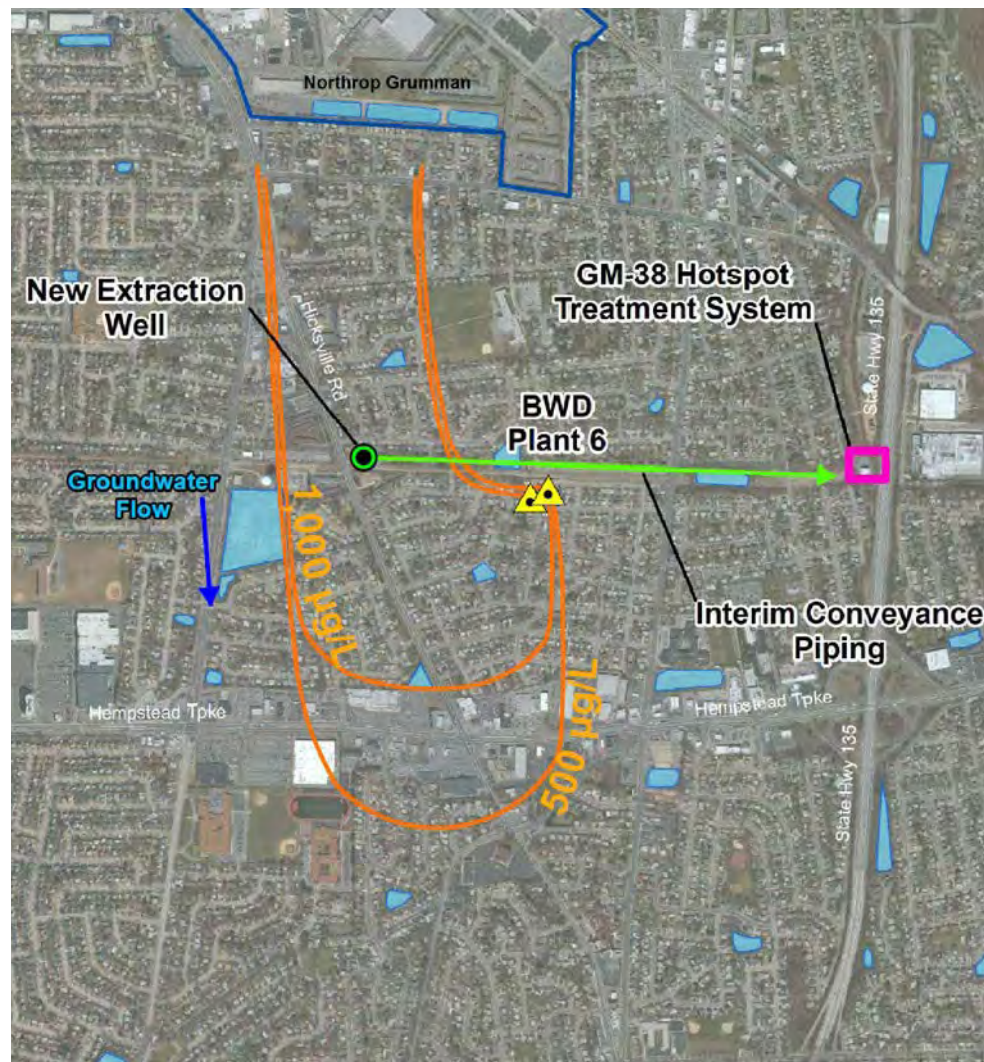 Northrop Grumman
New Extraction
Well
GM-38 Hotspot
Treatment System
Hicksville Rd
State Hwy 135
BWD
Plant 6
Groundwater
Flow
1,000 µg/L
Interim Conveyance
Piping
500 µg/L
Hempstead Tpke
Hempstead Tpke
State Hwy 135